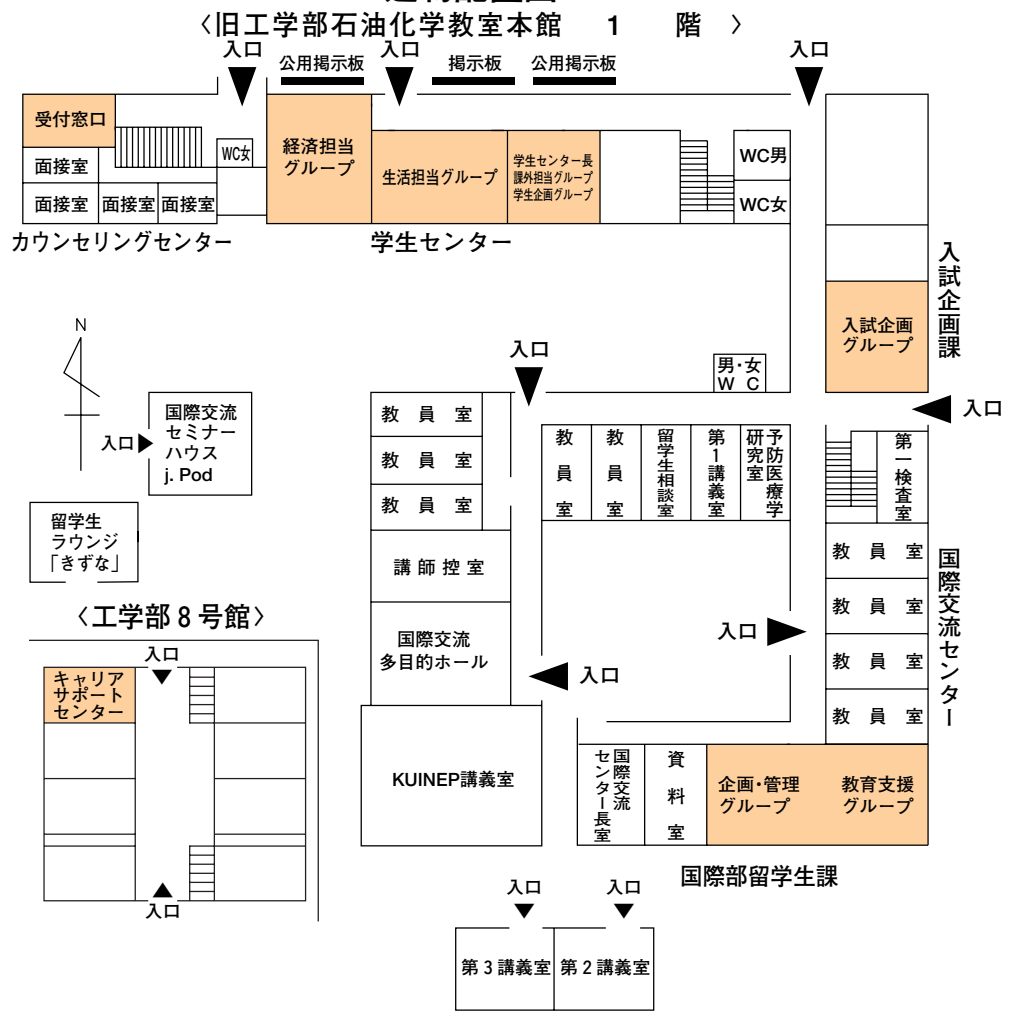 〈旧工学部石油化学教室本館 1 階 〉
入口
公用掲示板
入口
掲示板
公用掲示板
入口
受付窓口
面接室
面接室
面接室
面接室
WC女
経済担当
グループ
生活担当グループ
学生センター長
課外担当グループ
学生企画グループ
WC男
WC女
カウンセリングセンター
学生センター
入試企画課
入試企画
グループ
N
入口
男・女
W C
入口
国際交流
セミナー
ハウス
j. Pod
入口
留学生
ラウンジ
「きずな」
教 員 室
教 員 室
教 員 室
講 師 控 室
国際交流
多目的ホール
入口
KUINEP講義室
教員室
教員室
留学生相談室
第1講義室
予防医療学
研究室
第一検査室
教 員 室
教 員 室
教 員 室
教 員 室
入口
国際交流センター
国際交流
センター長室
資料室
企画・管理
グループ
教育支援
グループ
国際部留学生課
〈工学部８号館〉
入口
キャリア
サポート
センター
入口
入口
入口
第３講義室
第２講義室